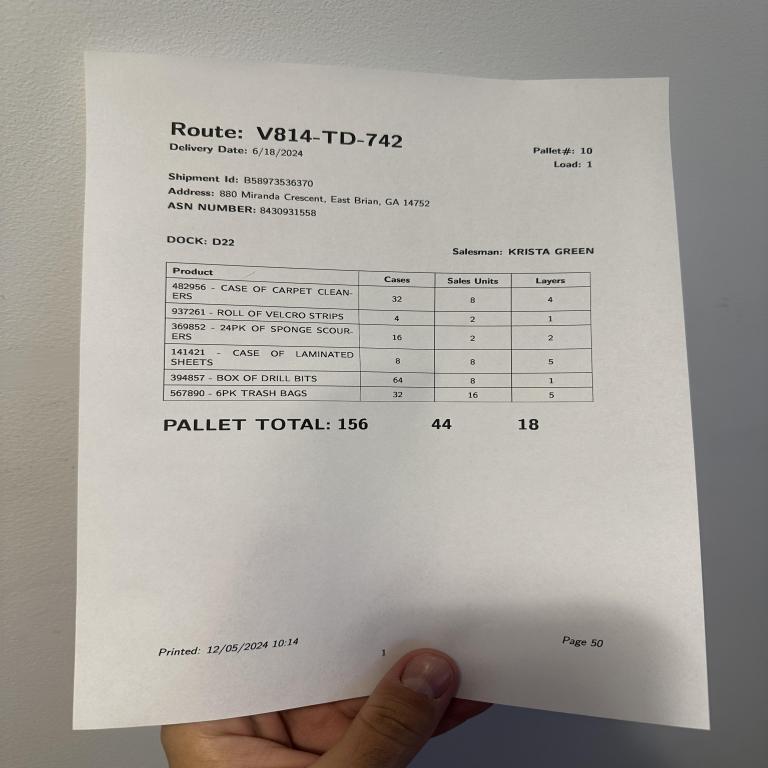 Route: V814-TD-742
Delivery Date: 6/18/2024
Pallet#: 10
Load: 1
Shipment Id: B58973536370
Address: 880 Miranda Crescent, East Brian, GA 14752
ASN NUMBER: 8430931558
DOCK: D22
Salesman: KRISTA GREEN
Product Cases Sales Units Layers
482956 - CASE OF CARPET CLEAN-
ERS 32 8 4
937261 - ROLL OF VELCRO STRIPS 4 2 1
369852 - 24PK OF SPONGE SCOUR-
ERS 16 2 2
141421 - CASE OF LAMINATED
SHEETS 8 8 5
394857 - BOX OF DRILL BITS 64 8 1
567890 - 6PK TRASH BAGS 32 16 5
PALLET TOTAL: 156 44 18
Printed: 12/05/2024 10:14
1
Page 50